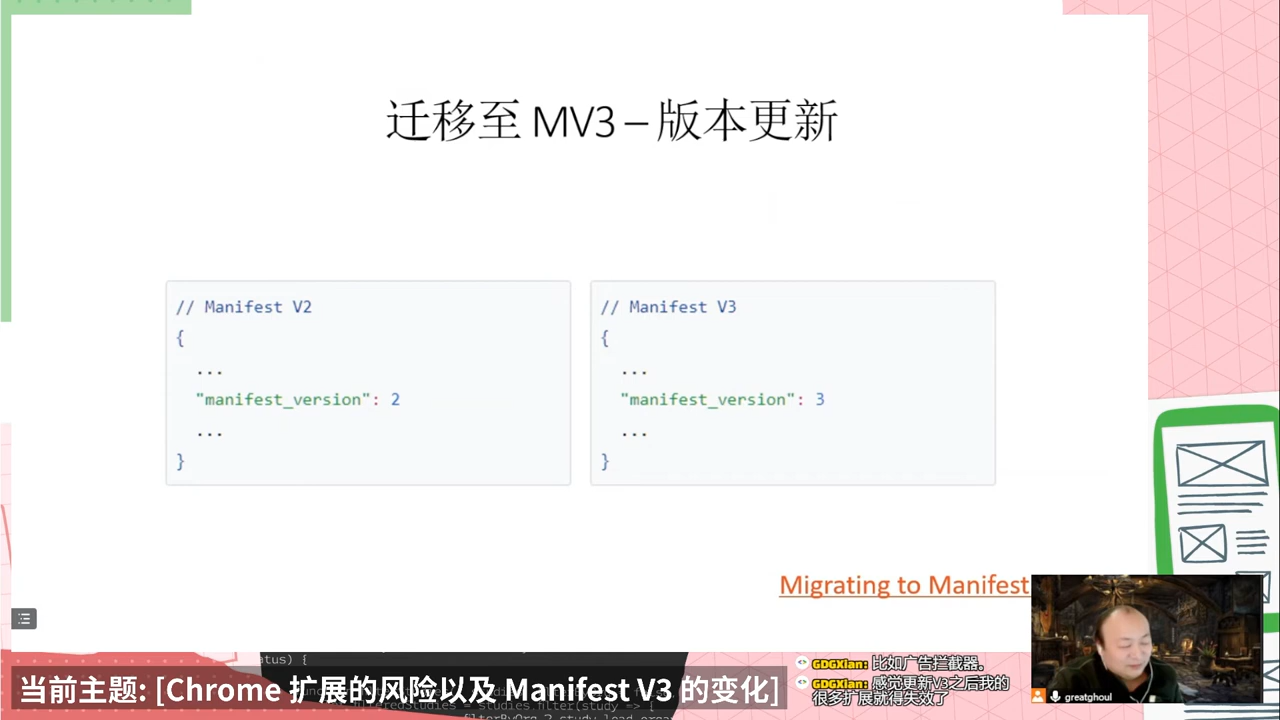 迁移至 MV3 – 版本更新
// Manifest V2
{
...
"manifest_version": 2
...
}
// Manifest V3
{
...
"manifest_version": 3
...
}
Migrating to Manifest
greatghoul
atus) {
当前主题: [Chrome 扩展的风险以及 Manifest V3 的变化]
GDGXian: 比如广告拦截器。
GDGXian: 感觉更新V3之后我的
很多扩展就得失效了